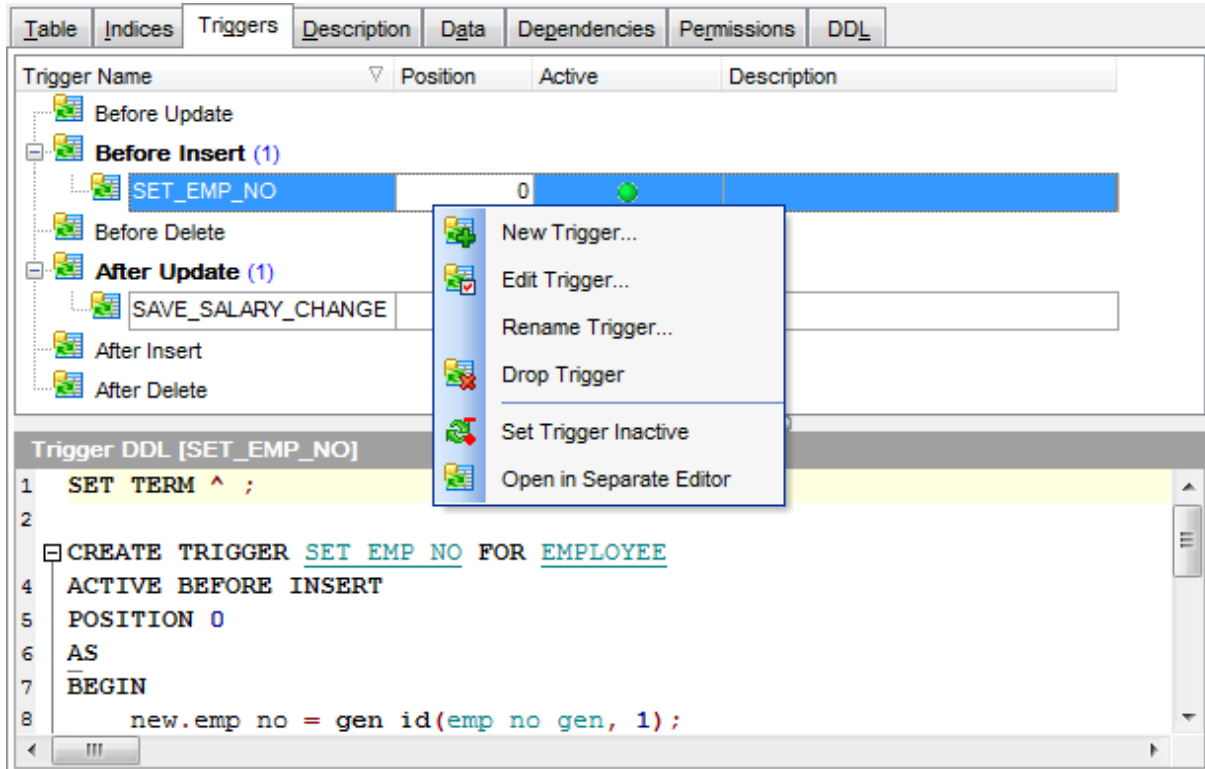 Table Indices Triggers Description Data Dependencies Permissions DDL
Trigger Name Position Active Description
Before Update
Before Insert (1)
SET_EMP_NO 0
Before Delete
After Update (1)
SAVE_SALARY_CHANGE
After Insert
After Delete
New Trigger...
Edit Trigger...
Rename Trigger...
Drop Trigger
Set Trigger Inactive
Open in Separate Editor
Trigger DDL [SET_EMP_NO]
1 SET TERM ^ ;
2
CREATE TRIGGER SET_EMP_NO FOR EMPLOYEE
4 ACTIVE BEFORE INSERT
5 POSITION 0
6 AS
7 BEGIN
8 new.emp_no = gen_id(emp_no_gen, 1);